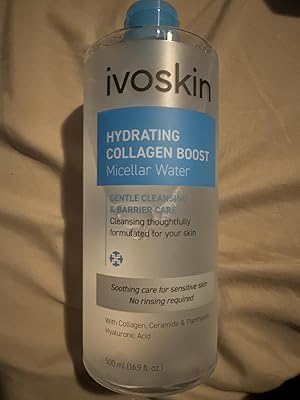 ivoskin
HYDRATING
COLLAGEN BOOST
Micellar Water
GENTLE CLEANSING
& BARRIER CARE
Cleansing thoughtfully
formulated for your skin
Soothing care for sensitive skin
No rinsing required
With Collagen, Ceramide & Panthenol,
Hyaluronic Acid
500 ml (16.9 fl. oz.)